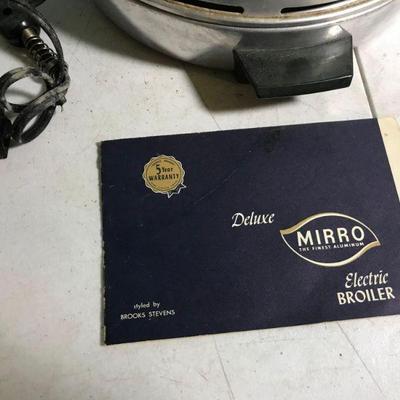 5 Year
WARRANTY
Deluxe
MIRRO
THE FINEST ALUMINUM
Electric
BROILER
styled by
BROOKS STEVENS